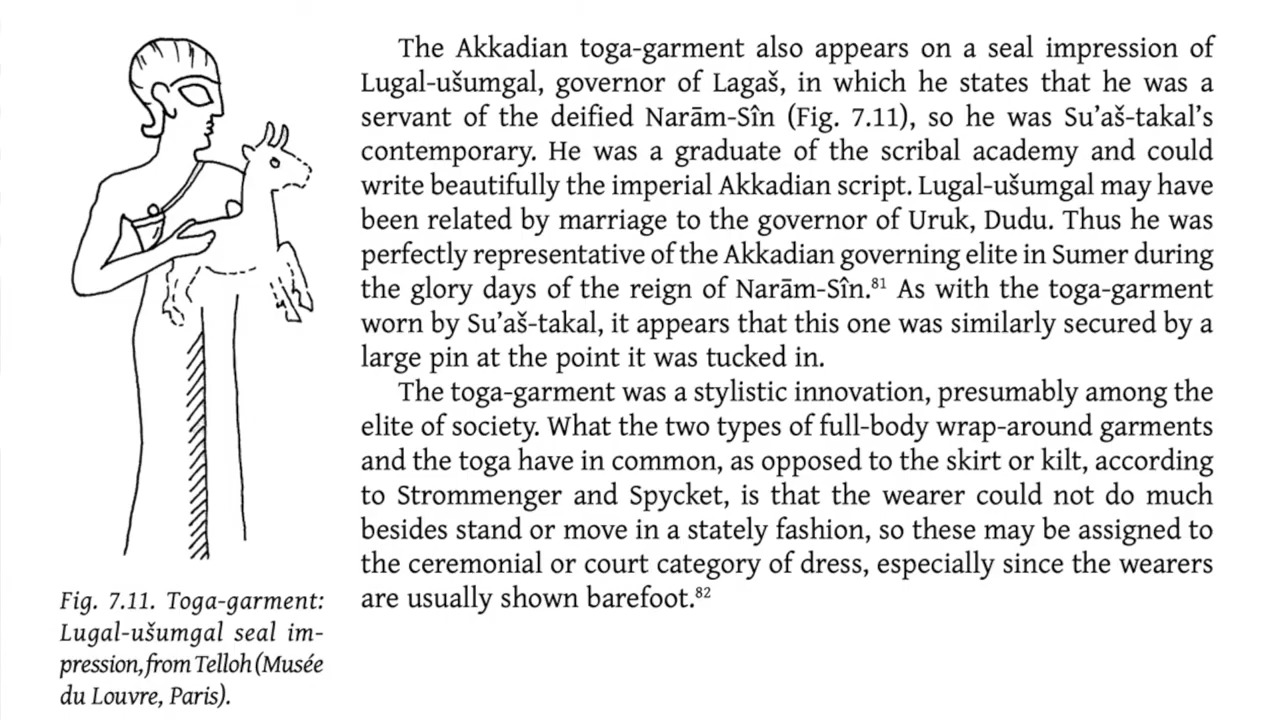 The Akkadian toga-garment also appears on a seal impression of
Lugal-ušumgal, governor of Lagaš, in which he states that he was a
servant of the deified Narām-Sîn (Fig. 7.11), so he was Su’aš-takal’s
contemporary. He was a graduate of the scribal academy and could
write beautifully the imperial Akkadian script. Lugal-ušumgal may have
been related by marriage to the governor of Uruk, Dudu. Thus he was
perfectly representative of the Akkadian governing elite in Sumer during
the glory days of the reign of Narām-Sîn.⁸¹ As with the toga-garment
worn by Su’aš-takal, it appears that this one was similarly secured by a
large pin at the point it was tucked in.
The toga-garment was a stylistic innovation, presumably among the
elite of society. What the two types of full-body wrap-around garments
and the toga have in common, as opposed to the skirt or kilt, according
to Strommenger and Spycket, is that the wearer could not do much
besides stand or move in a stately fashion, so these may be assigned to
the ceremonial or court category of dress, especially since the wearers
are usually shown barefoot.⁸²
Fig. 7.11. Toga-garment:
Lugal-ušumgal seal im-
pression, from Telloh (Musée
du Louvre, Paris).